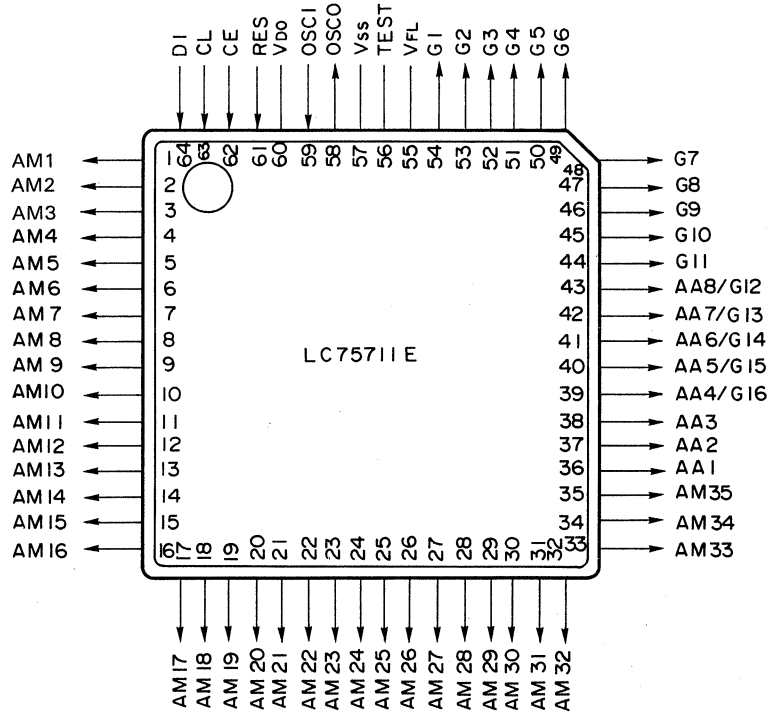 DI CL CE RES VDD OSCI OSCO VSS TEST VFL G1 G2 G3 G4 G5 G6
64 63 62 61 60 59 58 57 56 55 54 53 52 51 50 49
AM1 1 48 G7
AM2 2 47 G8
AM3 3 46 G9
AM4 4 45 G10
AM5 5 44 G11
AM6 6 43 AA8/G12
AM7 7 42 AA7/G13
AM8 8 LC75711E 41 AA6/G14
AM9 9 40 AA5/G15
AM10 10 39 AA4/G16
AM11 11 38 AA3
AM12 12 37 AA2
AM13 13 36 AA1
AM14 14 35 AM35
AM15 15 34 AM34
AM16 16 33 AM33
17 18 19 20 21 22 23 24 25 26 27 28 29 30 31 32
AM17 AM18 AM19 AM20 AM21 AM22 AM23 AM24 AM25 AM26 AM27 AM28 AM29 AM30 AM31 AM32